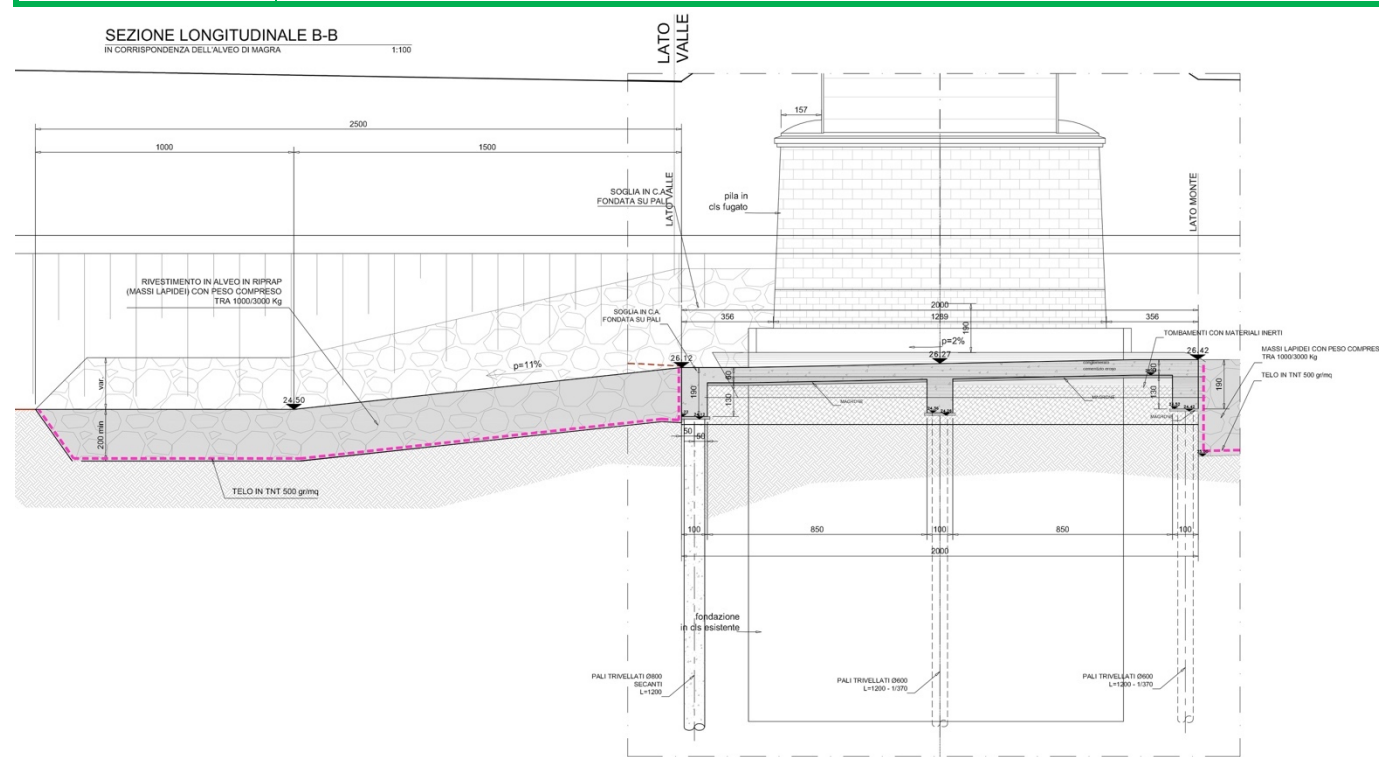 SEZIONE LONGITUDINALE B-B
IN CORRISPONDENZA DELL'ALVEO DI MAGRA 1:100
LATO
VALLE
157
2500
1000
1500
SOGLIA IN C.A.
FONDATA SU PALI
LATO VALLE
pila in
cls fugato
LATO MONTE
RIVESTIMENTO IN ALVEO IN RIPRAP
(MASSI LAPIDEI) CON PESO COMPRESO
TRA 1000/3000 Kg
SOGLIA IN C.A.
FONDATA SU PALI
2000
356
1289
356
190
TOMBAMENTI CON MATERIALI INERTI
MASSI LAPIDEI CON PESO COMPRES
TRA 1000/3000 Kg
TELO IN TNT 500 gr/mq
p=2%
26.12
26.27
26.42
p=11%
var.
24.50
200 min
190
60
130
MAGRONE
MAGRONE
MAGRONE
60
130
190
50
50
TELO IN TNT 500 gr/mq
100
850
100
850
100
2000
fondazione
in cls esistente
PALI TRIVELLATI Ø800
SECANTI
L=1200
PALI TRIVELLATI Ø600
L=1200 - 1/370
PALI TRIVELLATI Ø600
L=1200 - 1/370